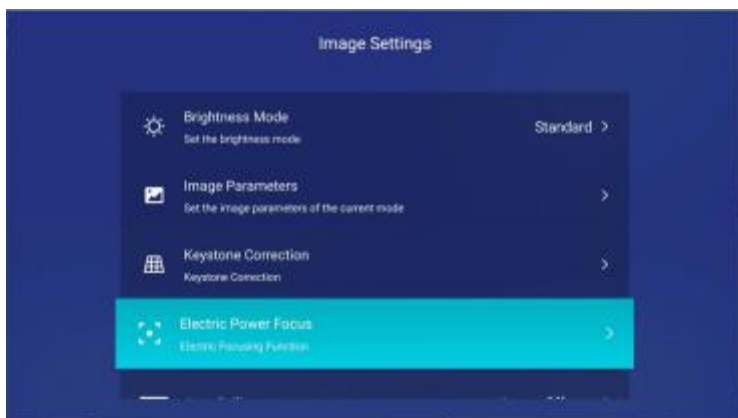 Image Settings
Brightness Mode
Standard >
Set the brightness mode
Image Parameters
>
Set the image parameters of the current mode
Keystone Correction
>
Keystone Correction
Electric Power Focus
>
Electric Focusing Function